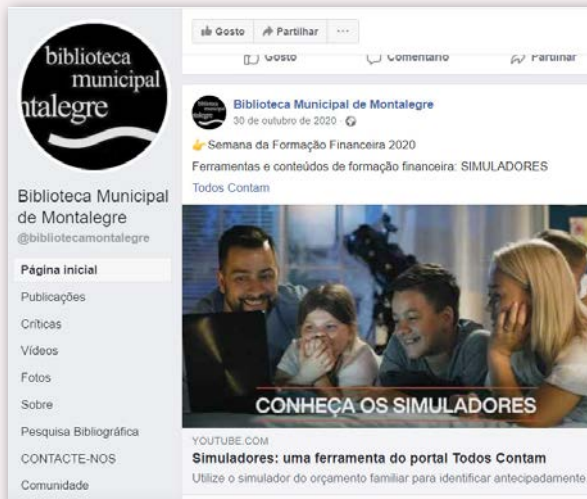 biblioteca
municipal
ntalegre
Biblioteca Municipal
de Montalegre
@bibliotecamontalegre
Página inicial
Publicações
Críticas
Vídeos
Fotos
Sobre
Pesquisa Bibliográfica
CONTACTE-NOS
Comunidade
Gosto
Partilhar
Gosto
Comentário
Partilhar
Biblioteca Municipal de Montalegre
30 de outubro de 2020 ·
Semana da Formação Financeira 2020
Ferramentas e conteúdos de formação financeira: SIMULADORES
Todos Contam
CONHEÇA OS SIMULADORES
YOUTUBE.COM
Simuladores: uma ferramenta do portal Todos Contam
Utilize o simulador do orçamento familiar para identificar antecipadamente